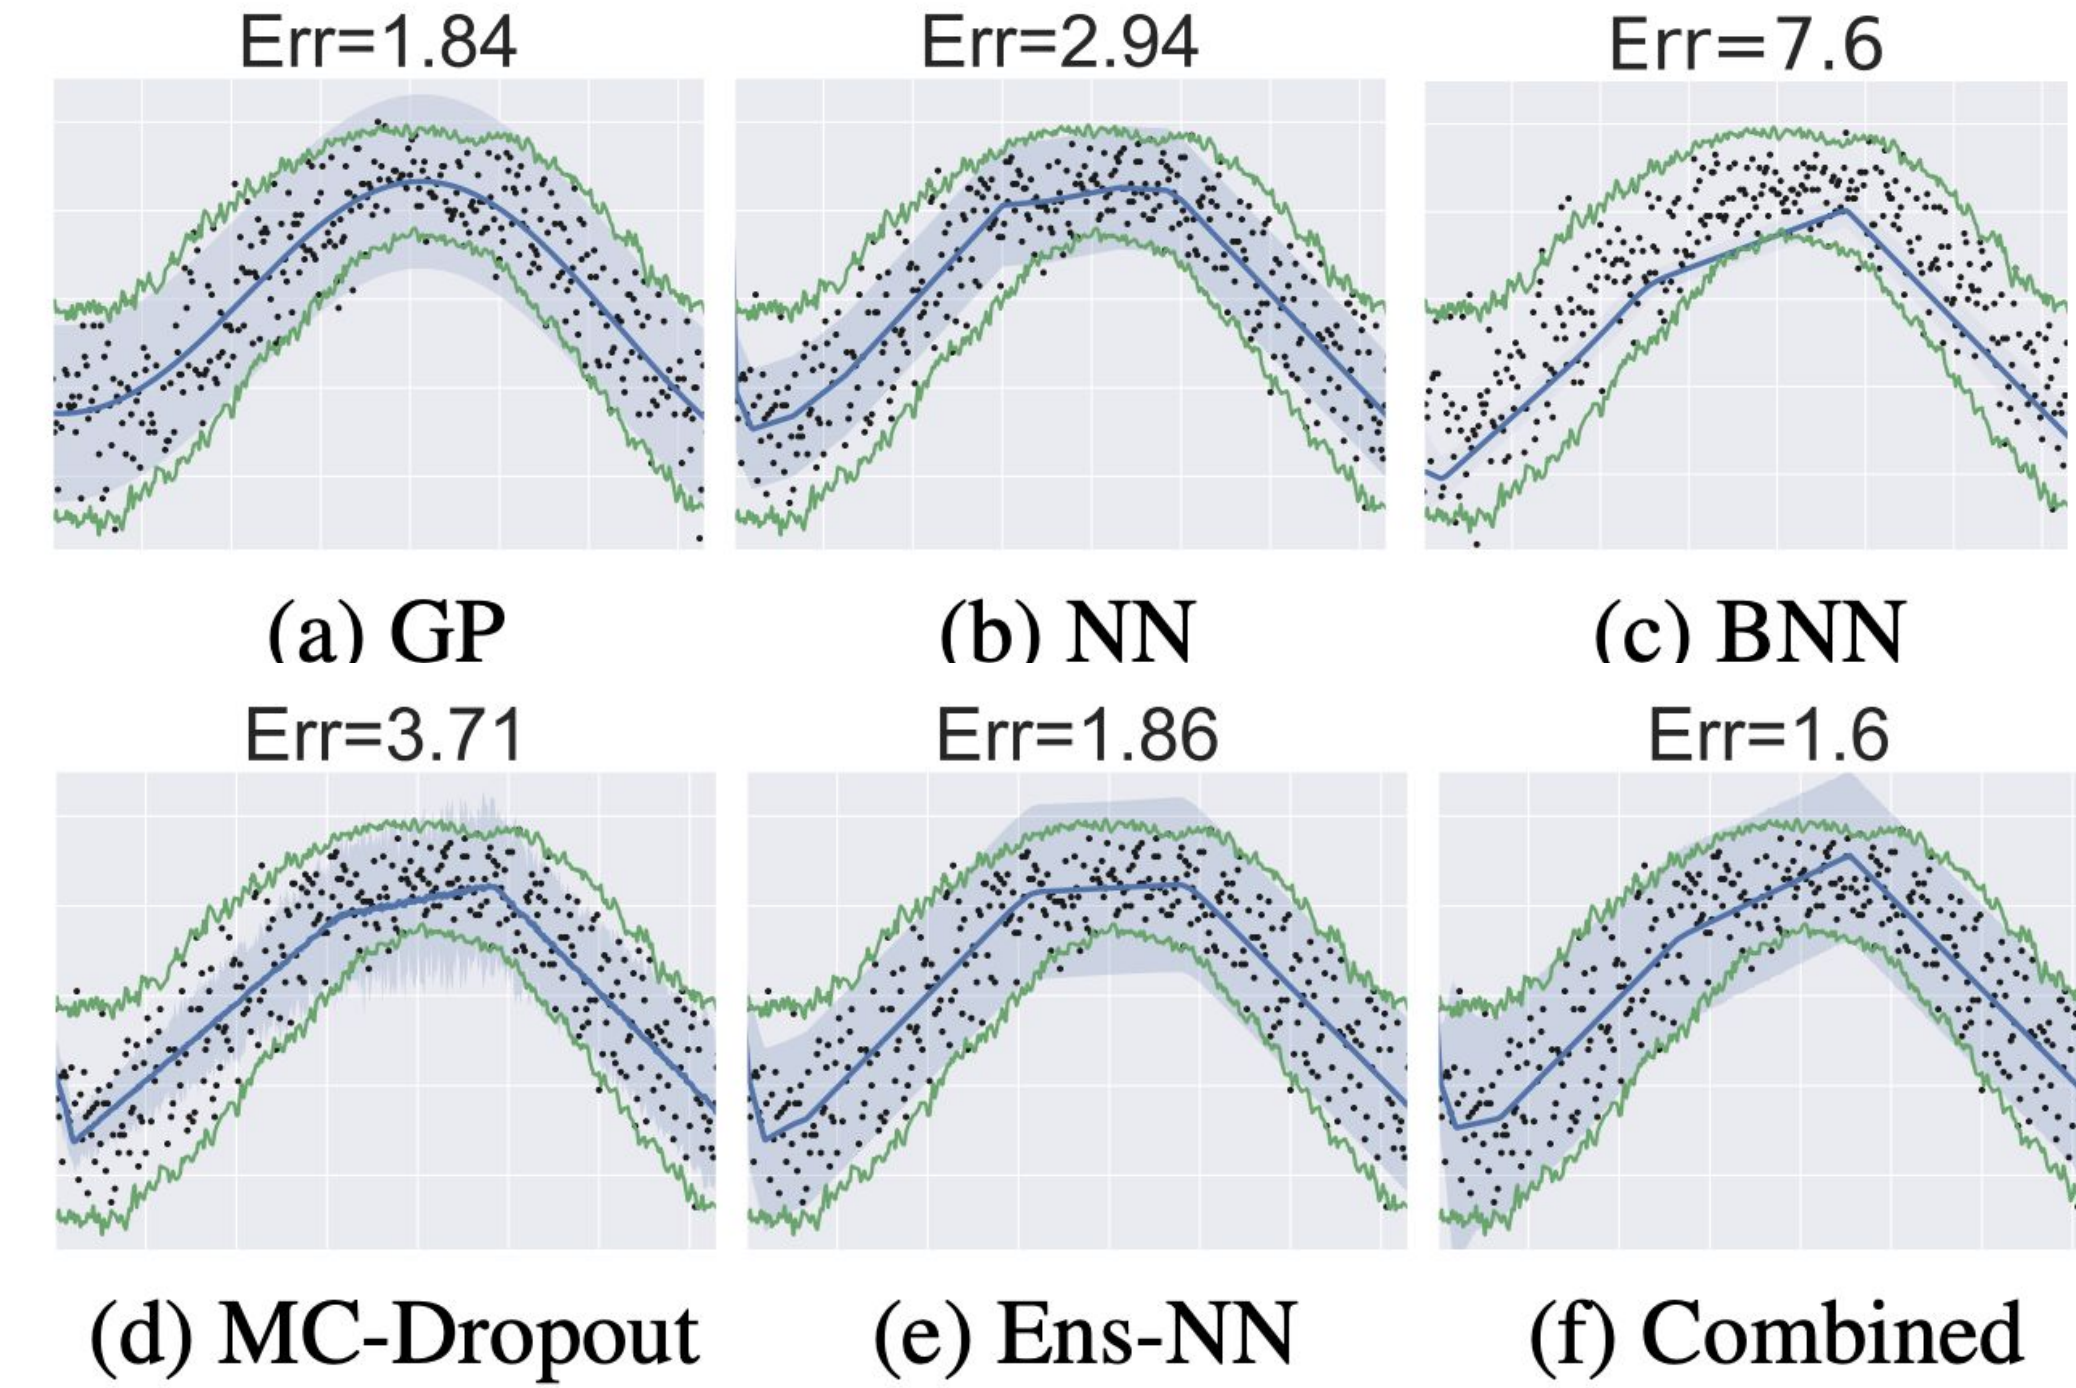 Err=1.84
Err=2.94
Err=7.6
(a) GP
(b) NN
(c) BNN
Err=3.71
Err=1.86
Err=1.6
(d) MC-Dropout
(e) Ens-NN
(f) Combined